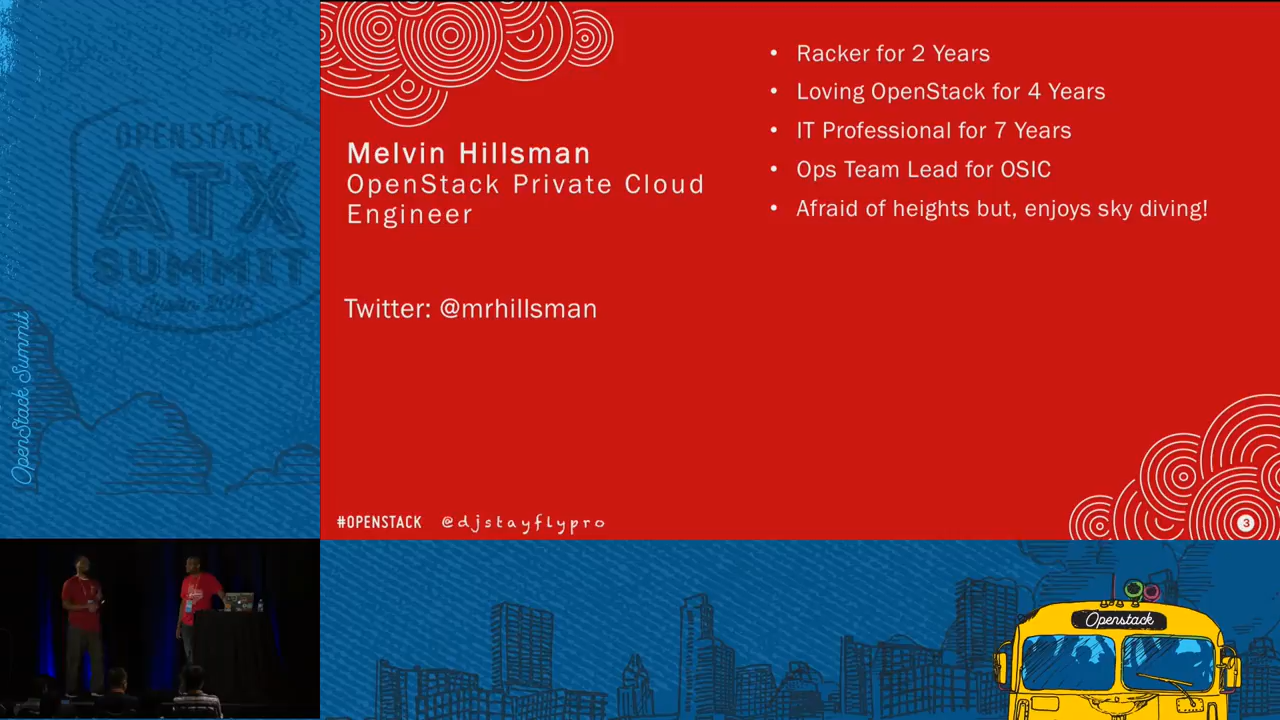 OPENSTACK
ATX
SUMMIT
OpenStack Summit
Melvin Hillsman
OpenStack Private Cloud
Engineer
Twitter: @mrhillsman
• Racker for 2 Years
• Loving OpenStack for 4 Years
• IT Professional for 7 Years
• Ops Team Lead for OSIC
• Afraid of heights but, enjoys sky diving!
#OPENSTACK @djstayflypro
3
Openstack